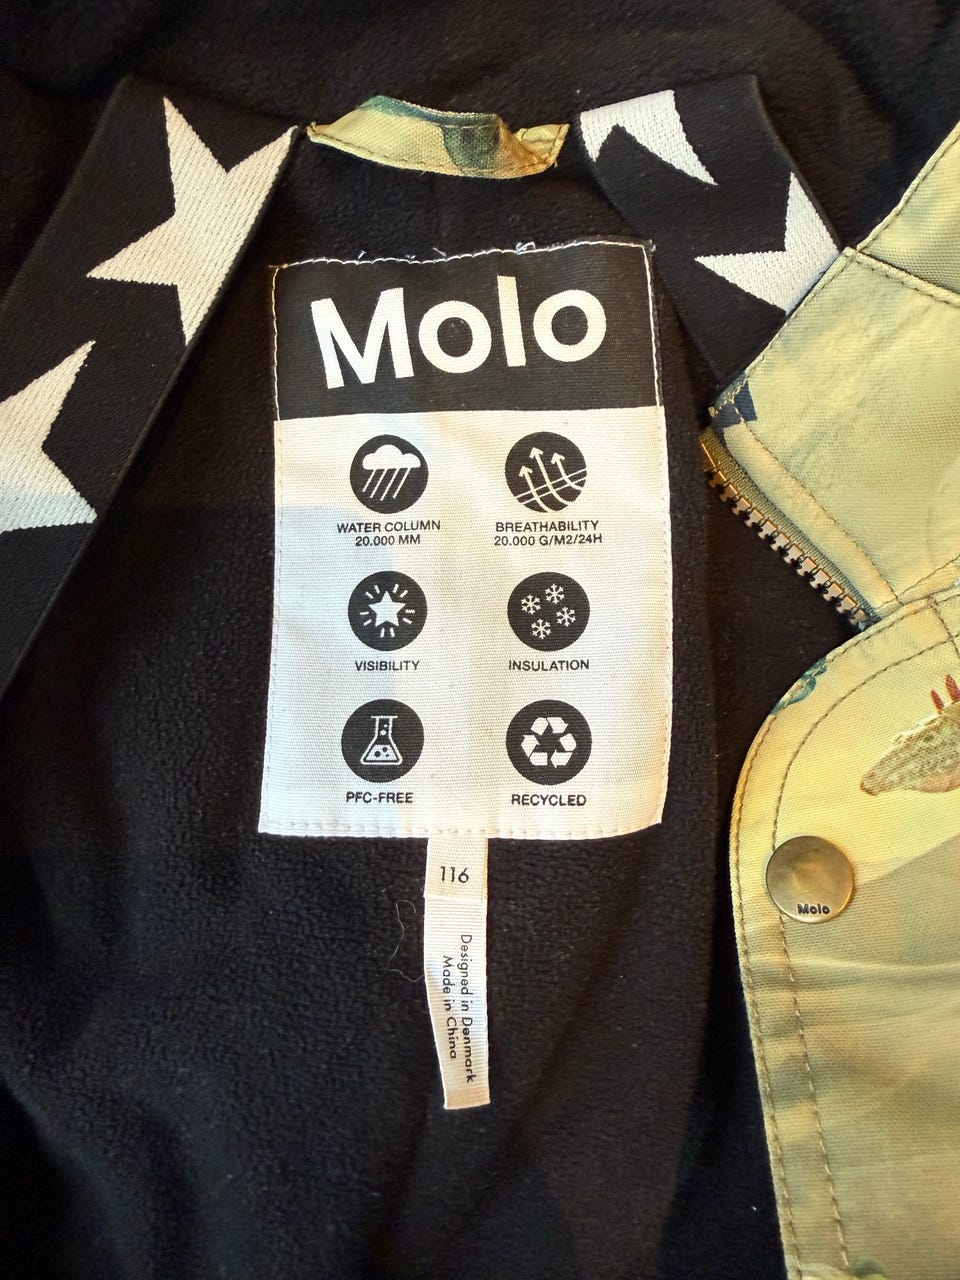 Molo
WATER COLUMN
20.000 MM
BREATHABILITY
20.000 G/M2/24H
VISIBILITY
INSULATION
PFC-FREE
RECYCLED
116
Designed in Denmark
Made in China
Molo